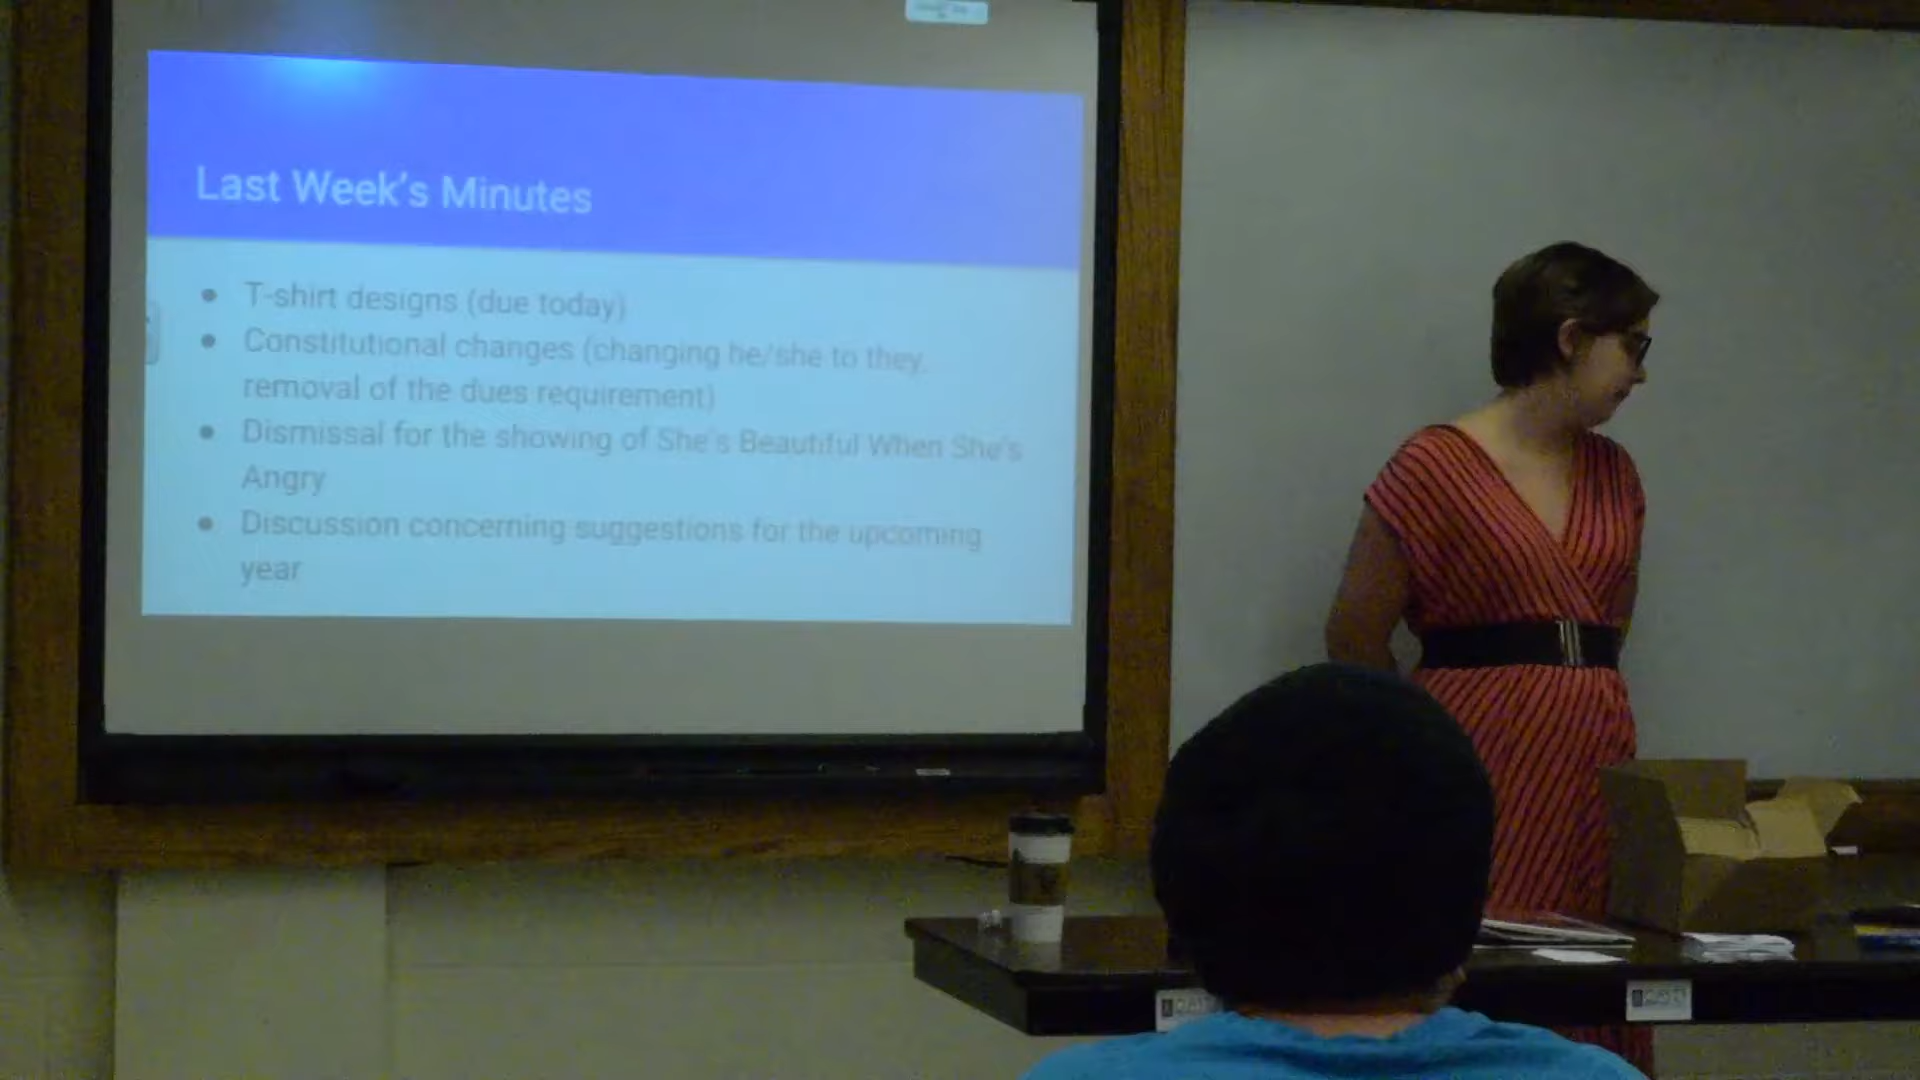 Last Week's Minutes
● T-shirt designs (due today)
● Constitutional changes (changing he/she to they,
removal of the dues requirement)
● Dismissal for the showing of She's Beautiful When She's
Angry
● Discussion concerning suggestions for the upcoming
year